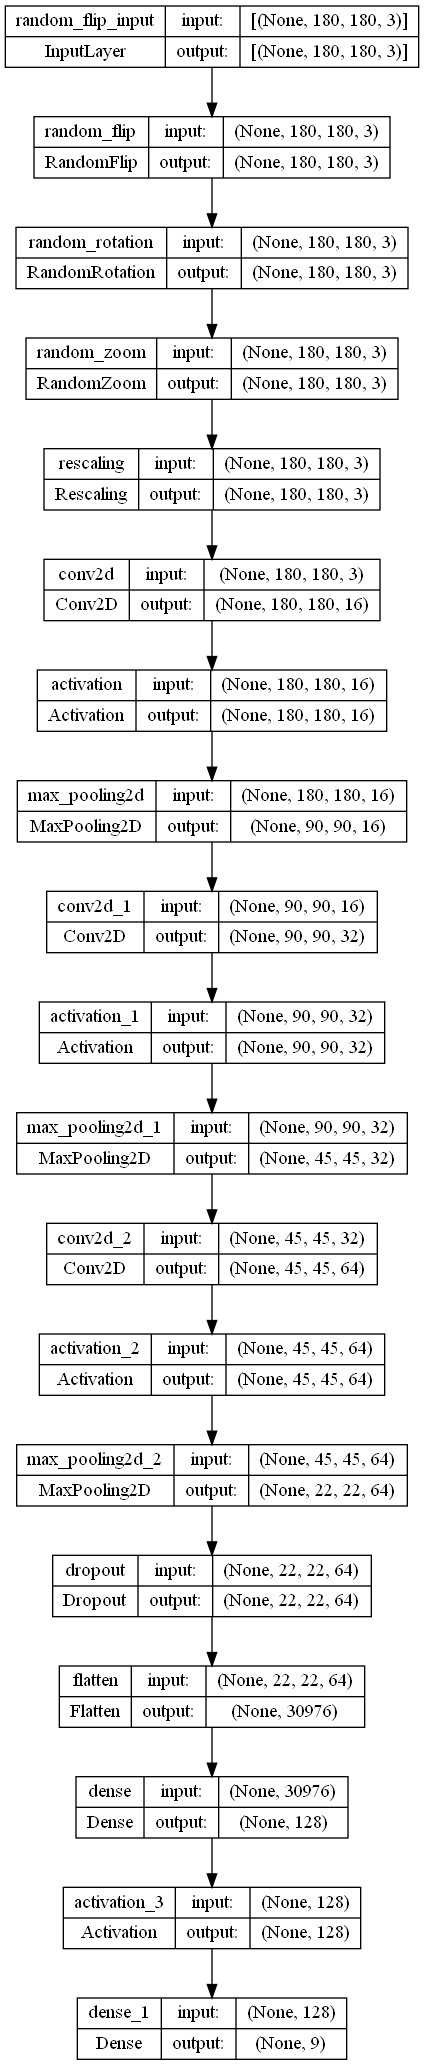 random_flip_input input: [(None, 180, 180, 3)]
InputLayer output: [(None, 180, 180, 3)]
random_flip input: (None, 180, 180, 3)
RandomFlip output: (None, 180, 180, 3)
random_rotation input: (None, 180, 180, 3)
RandomRotation output: (None, 180, 180, 3)
random_zoom input: (None, 180, 180, 3)
RandomZoom output: (None, 180, 180, 3)
rescaling input: (None, 180, 180, 3)
Rescaling output: (None, 180, 180, 3)
conv2d input: (None, 180, 180, 3)
Conv2D output: (None, 180, 180, 16)
activation input: (None, 180, 180, 16)
Activation output: (None, 180, 180, 16)
max_pooling2d input: (None, 180, 180, 16)
MaxPooling2D output: (None, 90, 90, 16)
conv2d_1 input: (None, 90, 90, 16)
Conv2D output: (None, 90, 90, 32)
activation_1 input: (None, 90, 90, 32)
Activation output: (None, 90, 90, 32)
max_pooling2d_1 input: (None, 90, 90, 32)
MaxPooling2D output: (None, 45, 45, 32)
conv2d_2 input: (None, 45, 45, 32)
Conv2D output: (None, 45, 45, 64)
activation_2 input: (None, 45, 45, 64)
Activation output: (None, 45, 45, 64)
max_pooling2d_2 input: (None, 45, 45, 64)
MaxPooling2D output: (None, 22, 22, 64)
dropout input: (None, 22, 22, 64)
Dropout output: (None, 22, 22, 64)
flatten input: (None, 22, 22, 64)
Flatten output: (None, 30976)
dense input: (None, 30976)
Dense output: (None, 128)
activation_3 input: (None, 128)
Activation output: (None, 128)
dense_1 input: (None, 128)
Dense output: (None, 9)